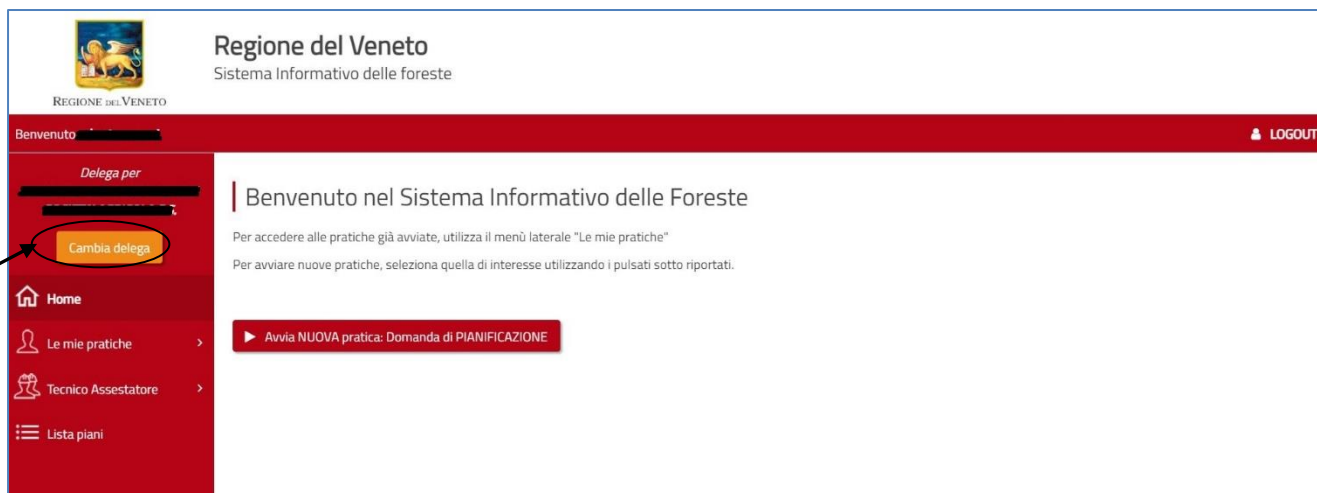 Regione del Veneto
Sistema Informativo delle foreste
REGIONE DEL VENETO
Benvenuto
LOGOUT
Delega per
Cambia delega
Home
Le mie pratiche
Tecnico Assestatore
Lista piani
Benvenuto nel Sistema Informativo delle Foreste
Per accedere alle pratiche già avviate, utilizza il menù laterale "Le mie pratiche"
Per avviare nuove pratiche, seleziona quella di interesse utilizzando i pulsati sotto riportati.
Avvia NUOVA pratica: Domanda di PIANIFICAZIONE